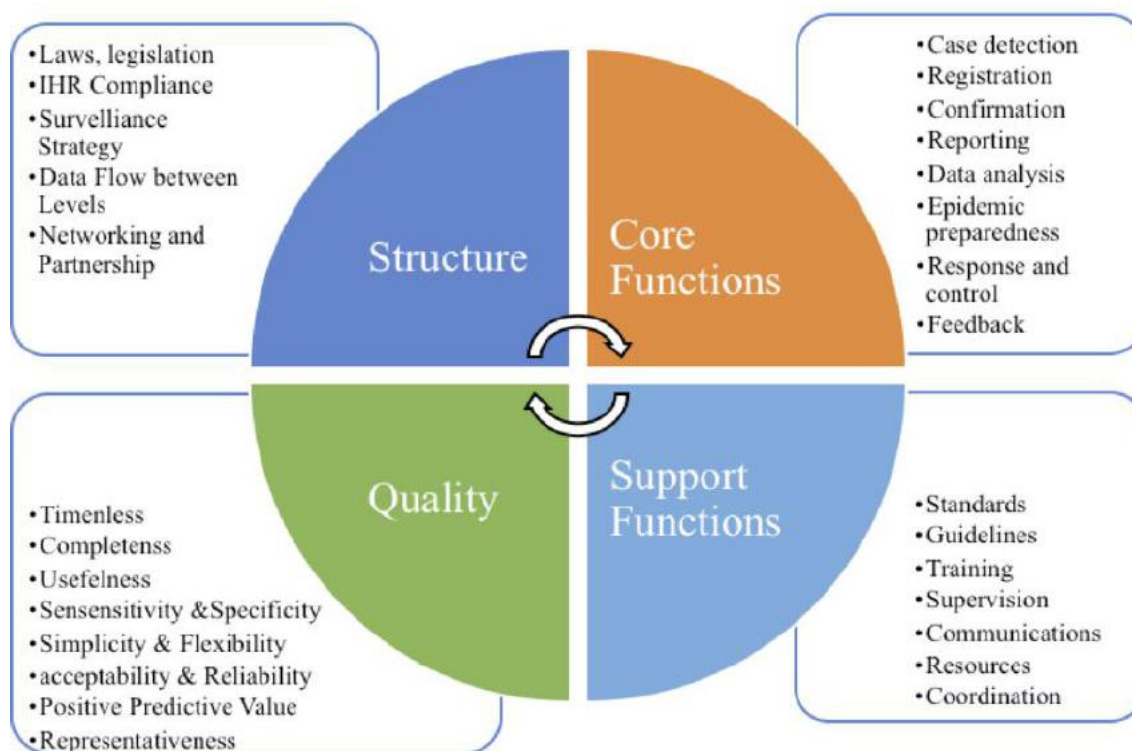 •Laws, legislation
•IHR Compliance
•Survelliance
Strategy
•Data Flow between
Levels
•Networking and
Partnership
Structure
•Case detection
•Registration
•Confirmation
•Reporting
•Data analysis
•Epidemic
preparedness
•Response and
control
•Feedback
Core
Functions
•Timenless
•Completenss
•Usefelness
•Sensensitivity &Specificity
•Simplicity & Flexibility
•acceptability & Reliability
•Positive Predictive Value
•Representativeness
Quality
Support
Functions
•Standards
•Guidelines
•Training
•Supervision
•Communications
•Resources
•Coordination